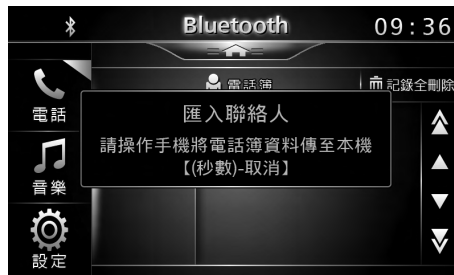 Bluetooth
09:36
電話簿
記錄全刪除
電話
匯入聯絡人
請操作手機將電話簿資料傳至本機
【(秒數)-取消】
音樂
設定